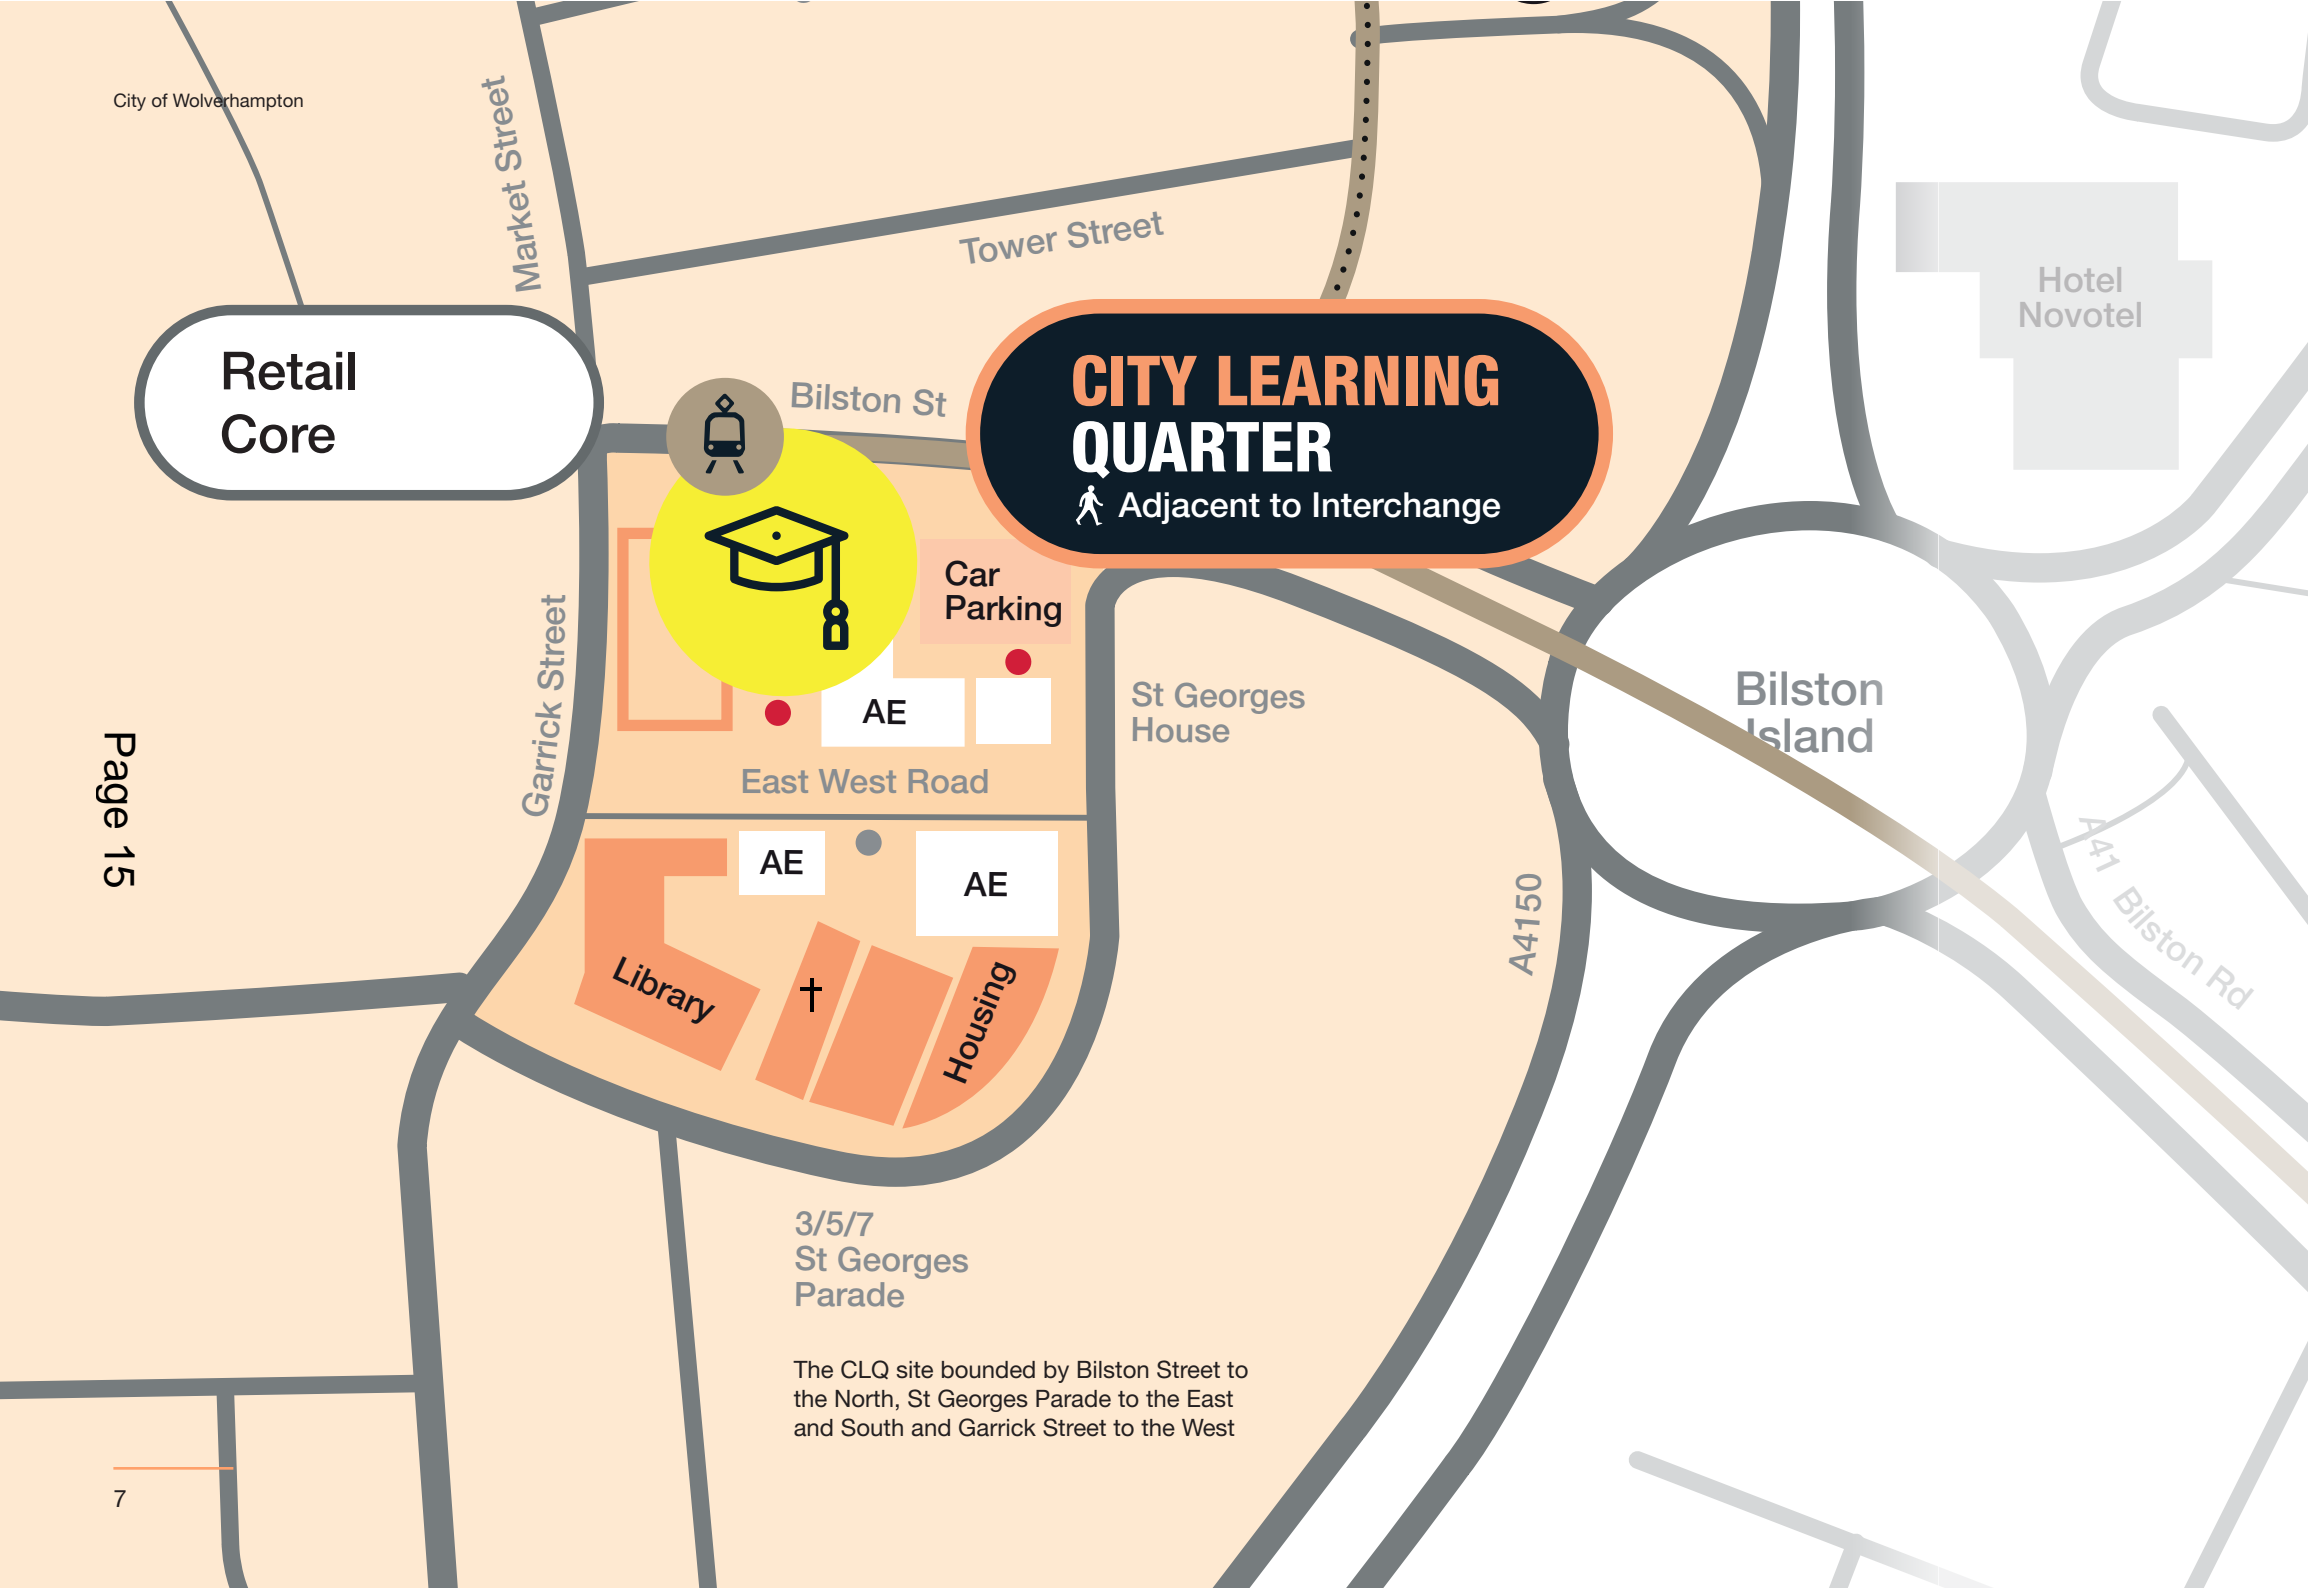 City of Wolverhampton
Market Street
Tower Street
Hotel
Novotel
Retail
Core
Bilston St
CITY LEARNING
QUARTER
Adjacent to Interchange
Car
Parking
Garrick Street
AE
St Georges
House
Bilston
Island
East West Road
Page 15
AE
AE
A4150
A41 Bilston Rd
Library
Housing
3/5/7
St Georges
Parade
The CLQ site bounded by Bilston Street to
the North, St Georges Parade to the East
and South and Garrick Street to the West
7